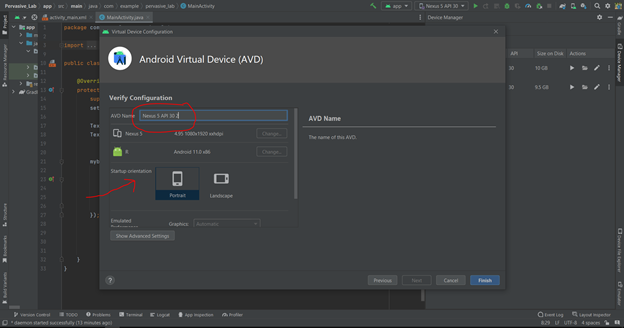 Pervasive_Lab
app
src
main
java
com
example
pervasive_lab
MainActivity
app
Nexus 5 API 30
activity_main.xml
MainActivity.java
Device Manager
Virtual Device Configuration
Android Virtual Device (AVD)
Verify Configuration
AVD Name
Nexus 5 API 30 2
AVD Name
The name of this AVD.
Nexus 5
4.95 1080x1920 xxhdpi
Change...
R
Android 11.0 x86
Change...
Startup orientation
Portrait
Landscape
Emulated
Performance
Graphics:
Automatic
Show Advanced Settings
?
Previous
Next
Cancel
Finish
import ...
public clas
@Overri
protect
sup
set
Tex
Tex
myb
});
}
}
API
Size on Disk
Actions
30
10 GB
30
9.5 GB
Project
Resource Manager
Structure
Bookmarks
Build Variants
Gradle
Device Manager
Device File Explorer
Emulator
Version Control
TODO
Problems
Terminal
Logcat
App Inspection
Profiler
Event Log
Layout Inspector
* daemon started successfully (13 minutes ago)
8:29
LF
UTF-8
4 spaces